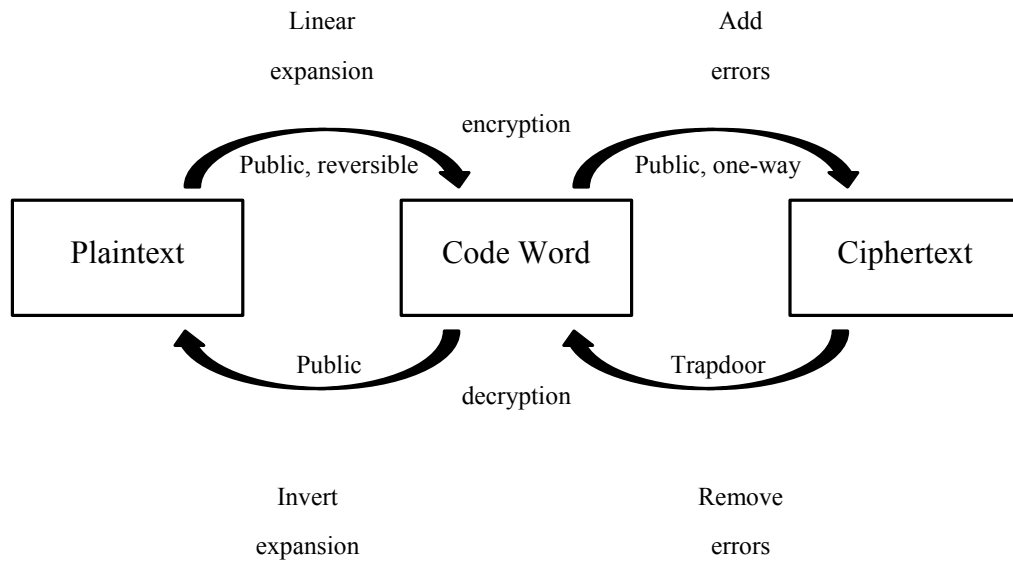 Linear
expansion
Add
errors
encryption
Public, reversible
Public, one-way
Plaintext
Code Word
Ciphertext
Public
Trapdoor
decryption
Invert
expansion
Remove
errors